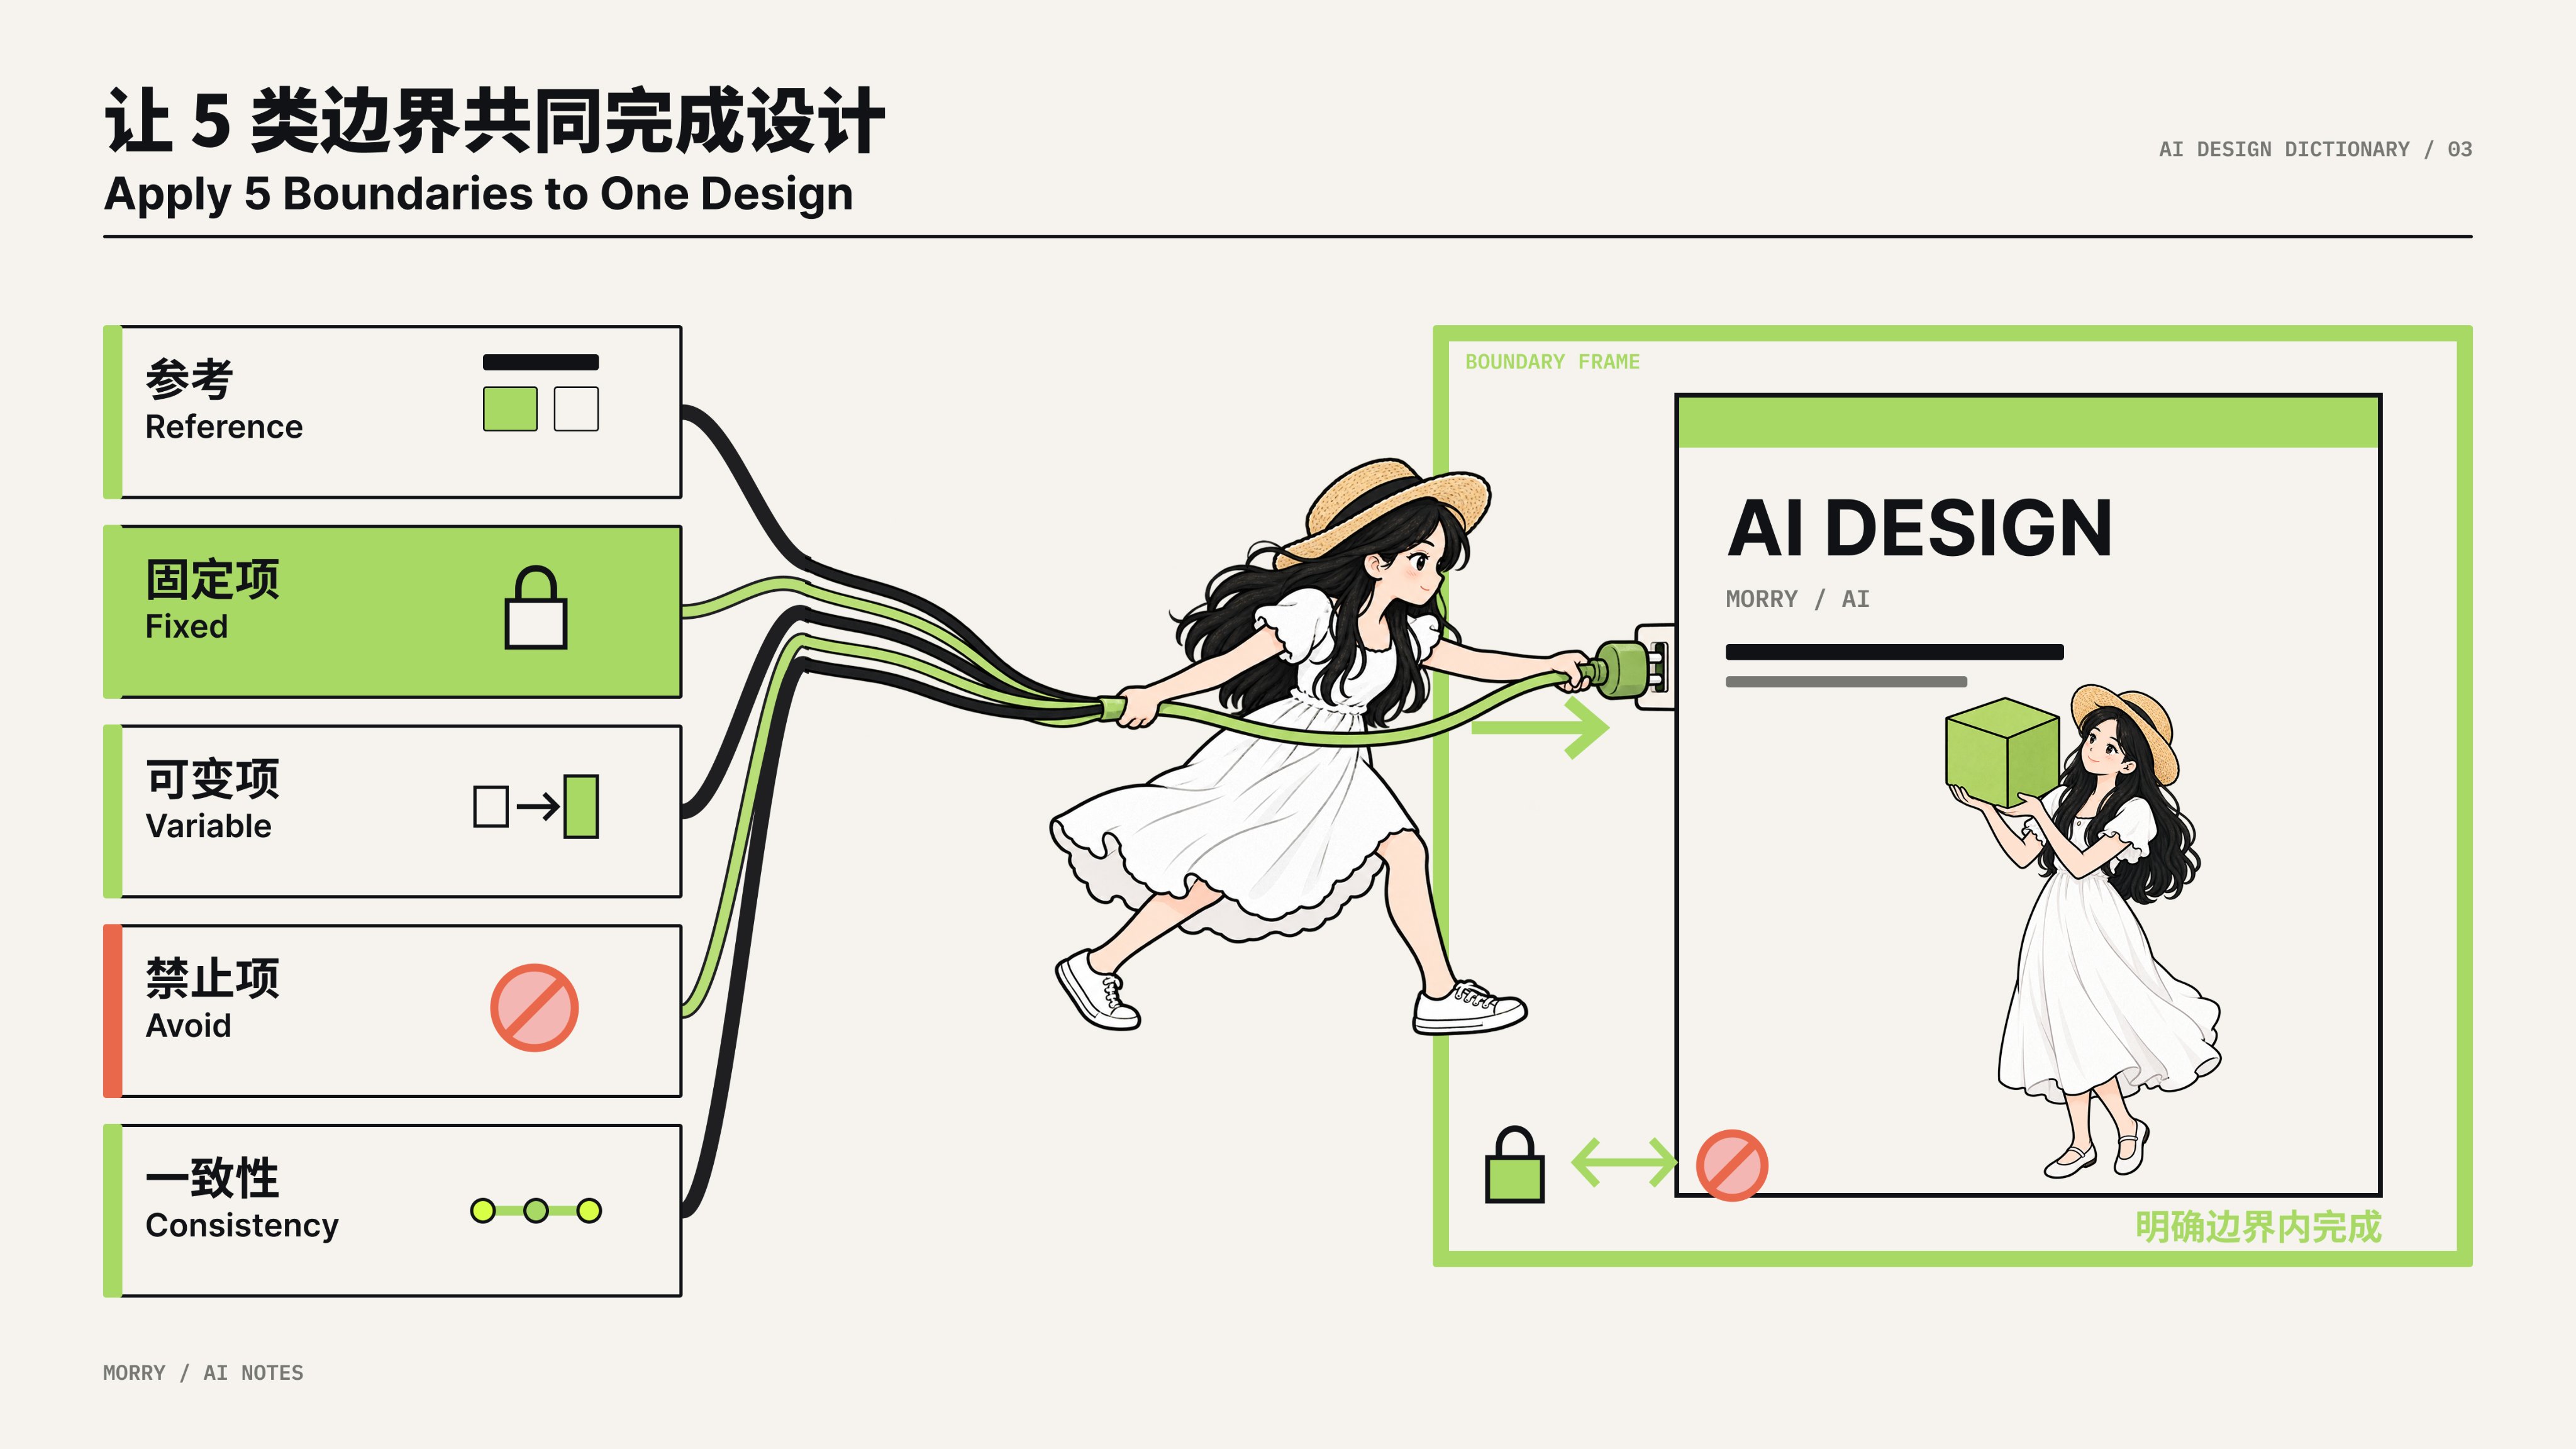 让 5 类边界共同完成设计
Apply 5 Boundaries to One Design
AI DESIGN DICTIONARY / 03
参考
Reference
固定项
Fixed
可变项
Variable
禁止项
Avoid
一致性
Consistency
BOUNDARY FRAME
AI DESIGN
MORRY / AI
明确边界内完成
MORRY / AI NOTES